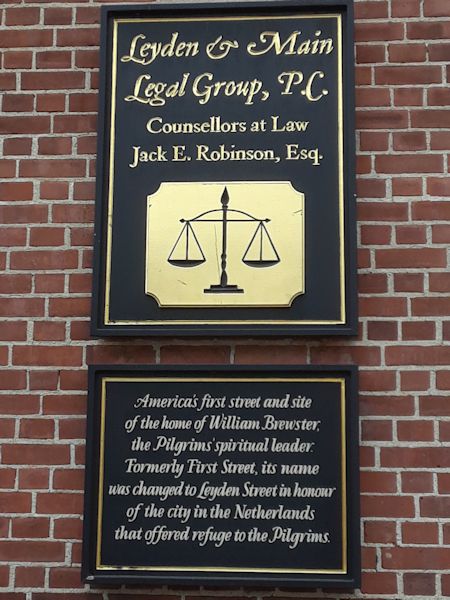 Leyden & Main
Legal Group, P.C.
Counsellors at Law
Jack E. Robinson, Esq.
America's first street and site
of the home of William Brewster,
the Pilgrims' spiritual leader.
Formerly First Street, its name
was changed to Leyden Street in honour
of the city in the Netherlands
that offered refuge to the Pilgrims.